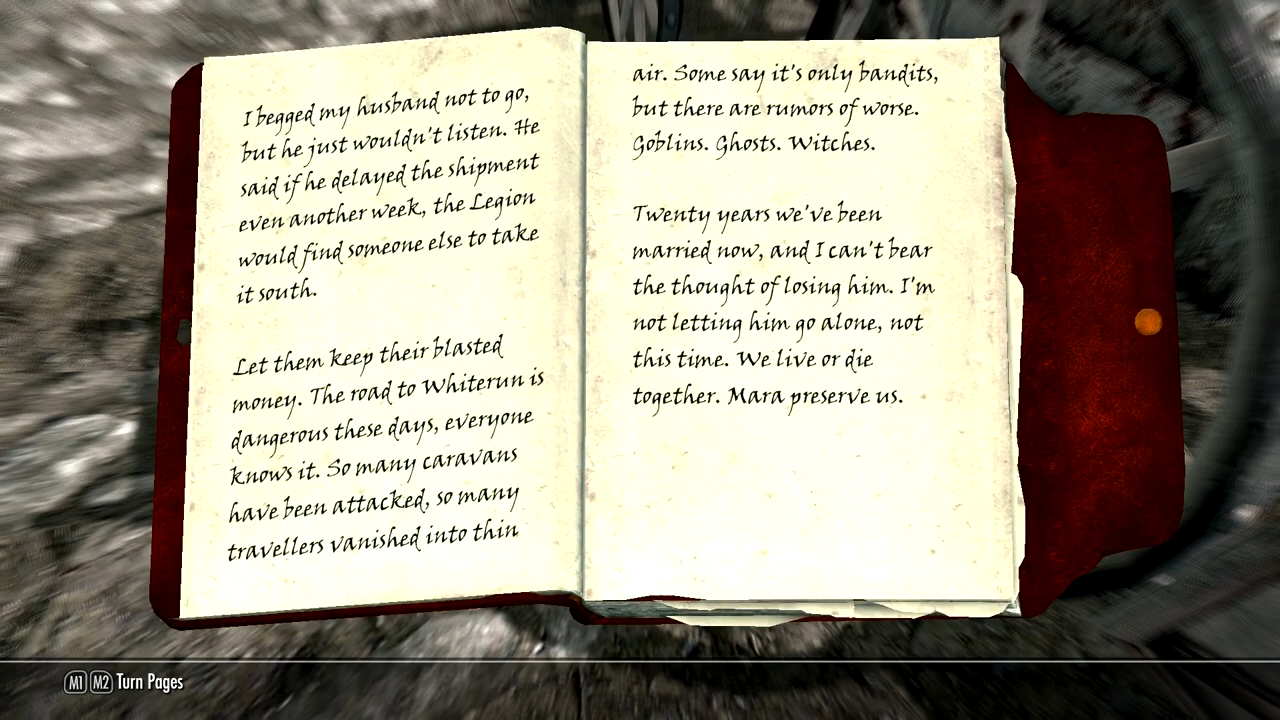 I begged my husband not to go,
but he just wouldn't listen. He
said if he delayed the shipment
even another week, the Legion
would find someone else to take
it south.
Let them keep their blasted
money. The road to Whiterun is
dangerous these days, everyone
knows it. So many caravans
have been attacked, so many
travellers vanished into thin
air. Some say it's only bandits,
but there are rumors of worse.
Goblins. Ghosts. Witches.
Twenty years we've been
married now, and I can't bear
the thought of losing him. I'm
not letting him go alone, not
this time. We live or die
together. Mara preserve us.
M1 M2 Turn Pages